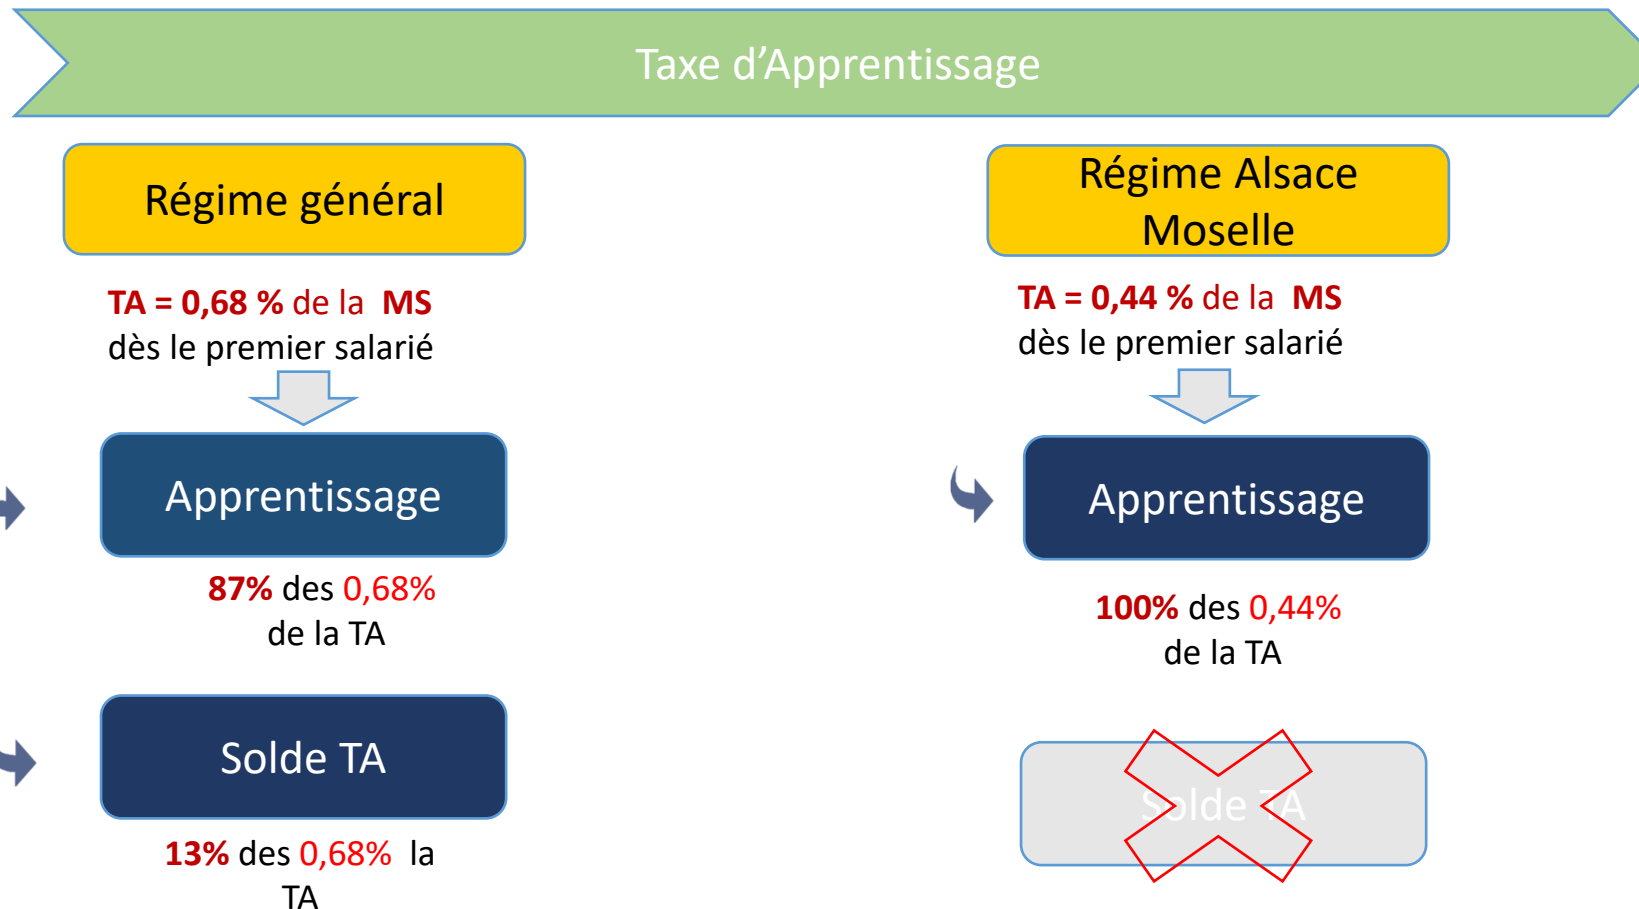 Taxe d’Apprentissage
Régime général
TA = 0,68 % de la MS
dès le premier salarié
Apprentissage
87% des 0,68%
de la TA
Solde TA
13% des 0,68% la
TA
Régime Alsace
Moselle
TA = 0,44 % de la MS
dès le premier salarié
Apprentissage
100% des 0,44%
de la TA
Solde TA